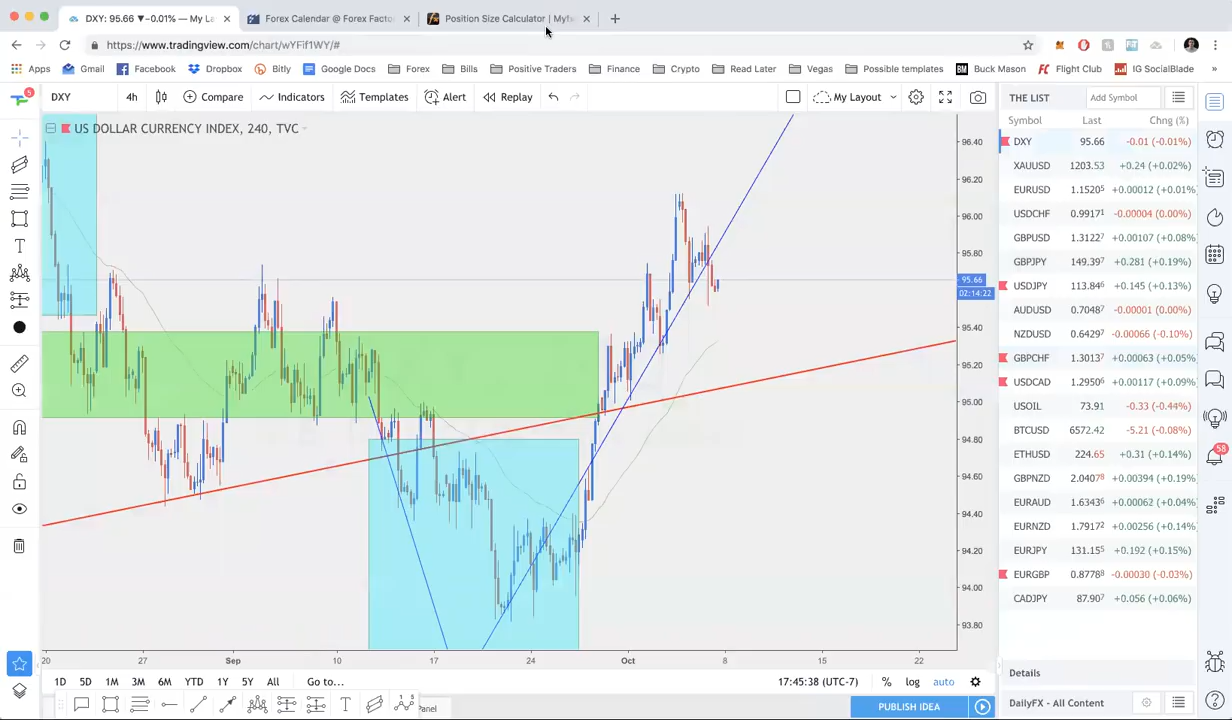 DXY: 95.66 ▼−0.01% — My La
Forex Calendar @ Forex Facto
Position Size Calculator | Myfx
https://www.tradingview.com/chart/wYFif1WY/#
Apps Gmail Facebook Dropbox Bitly Google Docs Forex Bills Positive Traders Finance Crypto Read Later Vegas Possible templates Buck Mason Flight Club IG SocialBlade »
DXY 4h Compare Indicators Templates Alert Replay My Layout
THE LIST Add Symbol
US DOLLAR CURRENCY INDEX, 240, TVC
Symbol Last Chng (%)
DXY 95.66 -0.01 (-0.01%)
XAUUSD 1203.53 +0.24 (+0.02%)
EURUSD 1.15205 +0.00012 (+0.01%)
USDCHF 0.99171 -0.00004 (0.00%)
GBPUSD 1.31227 +0.00107 (+0.08%)
GBPJPY 149.397 +0.281 (+0.19%)
USDJPY 113.846 +0.145 (+0.13%)
AUDUSD 0.70487 -0.00001 (0.00%)
NZDUSD 0.64297 -0.00066 (-0.10%)
GBPCHF 1.30137 +0.00063 (+0.05%)
USDCAD 1.29506 +0.00117 (+0.09%)
USOIL 73.91 -0.33 (-0.44%)
BTCUSD 6572.42 -5.21 (-0.08%)
ETHUSD 224.65 +0.31 (+0.14%)
GBPNZD 2.04078 +0.00394 (+0.19%)
EURAUD 1.63436 +0.00062 (+0.04%)
EURNZD 1.79172 +0.00256 (+0.14%)
EURJPY 131.155 +0.192 (+0.15%)
EURGBP 0.87788 -0.00030 (-0.03%)
CADJPY 87.907 +0.056 (+0.06%)
96.40
96.20
96.00
95.80
95.66
02:14:22
95.40
95.20
95.00
94.80
94.60
94.40
94.20
94.00
93.80
20 27 Sep 10 17 24 Oct 8 15 22
1D 5D 1M 3M 6M YTD 1Y 5Y All Go to... 17:45:38 (UTC-7) % log auto
Details
DailyFX - All Content
Panel
PUBLISH IDEA
5
58